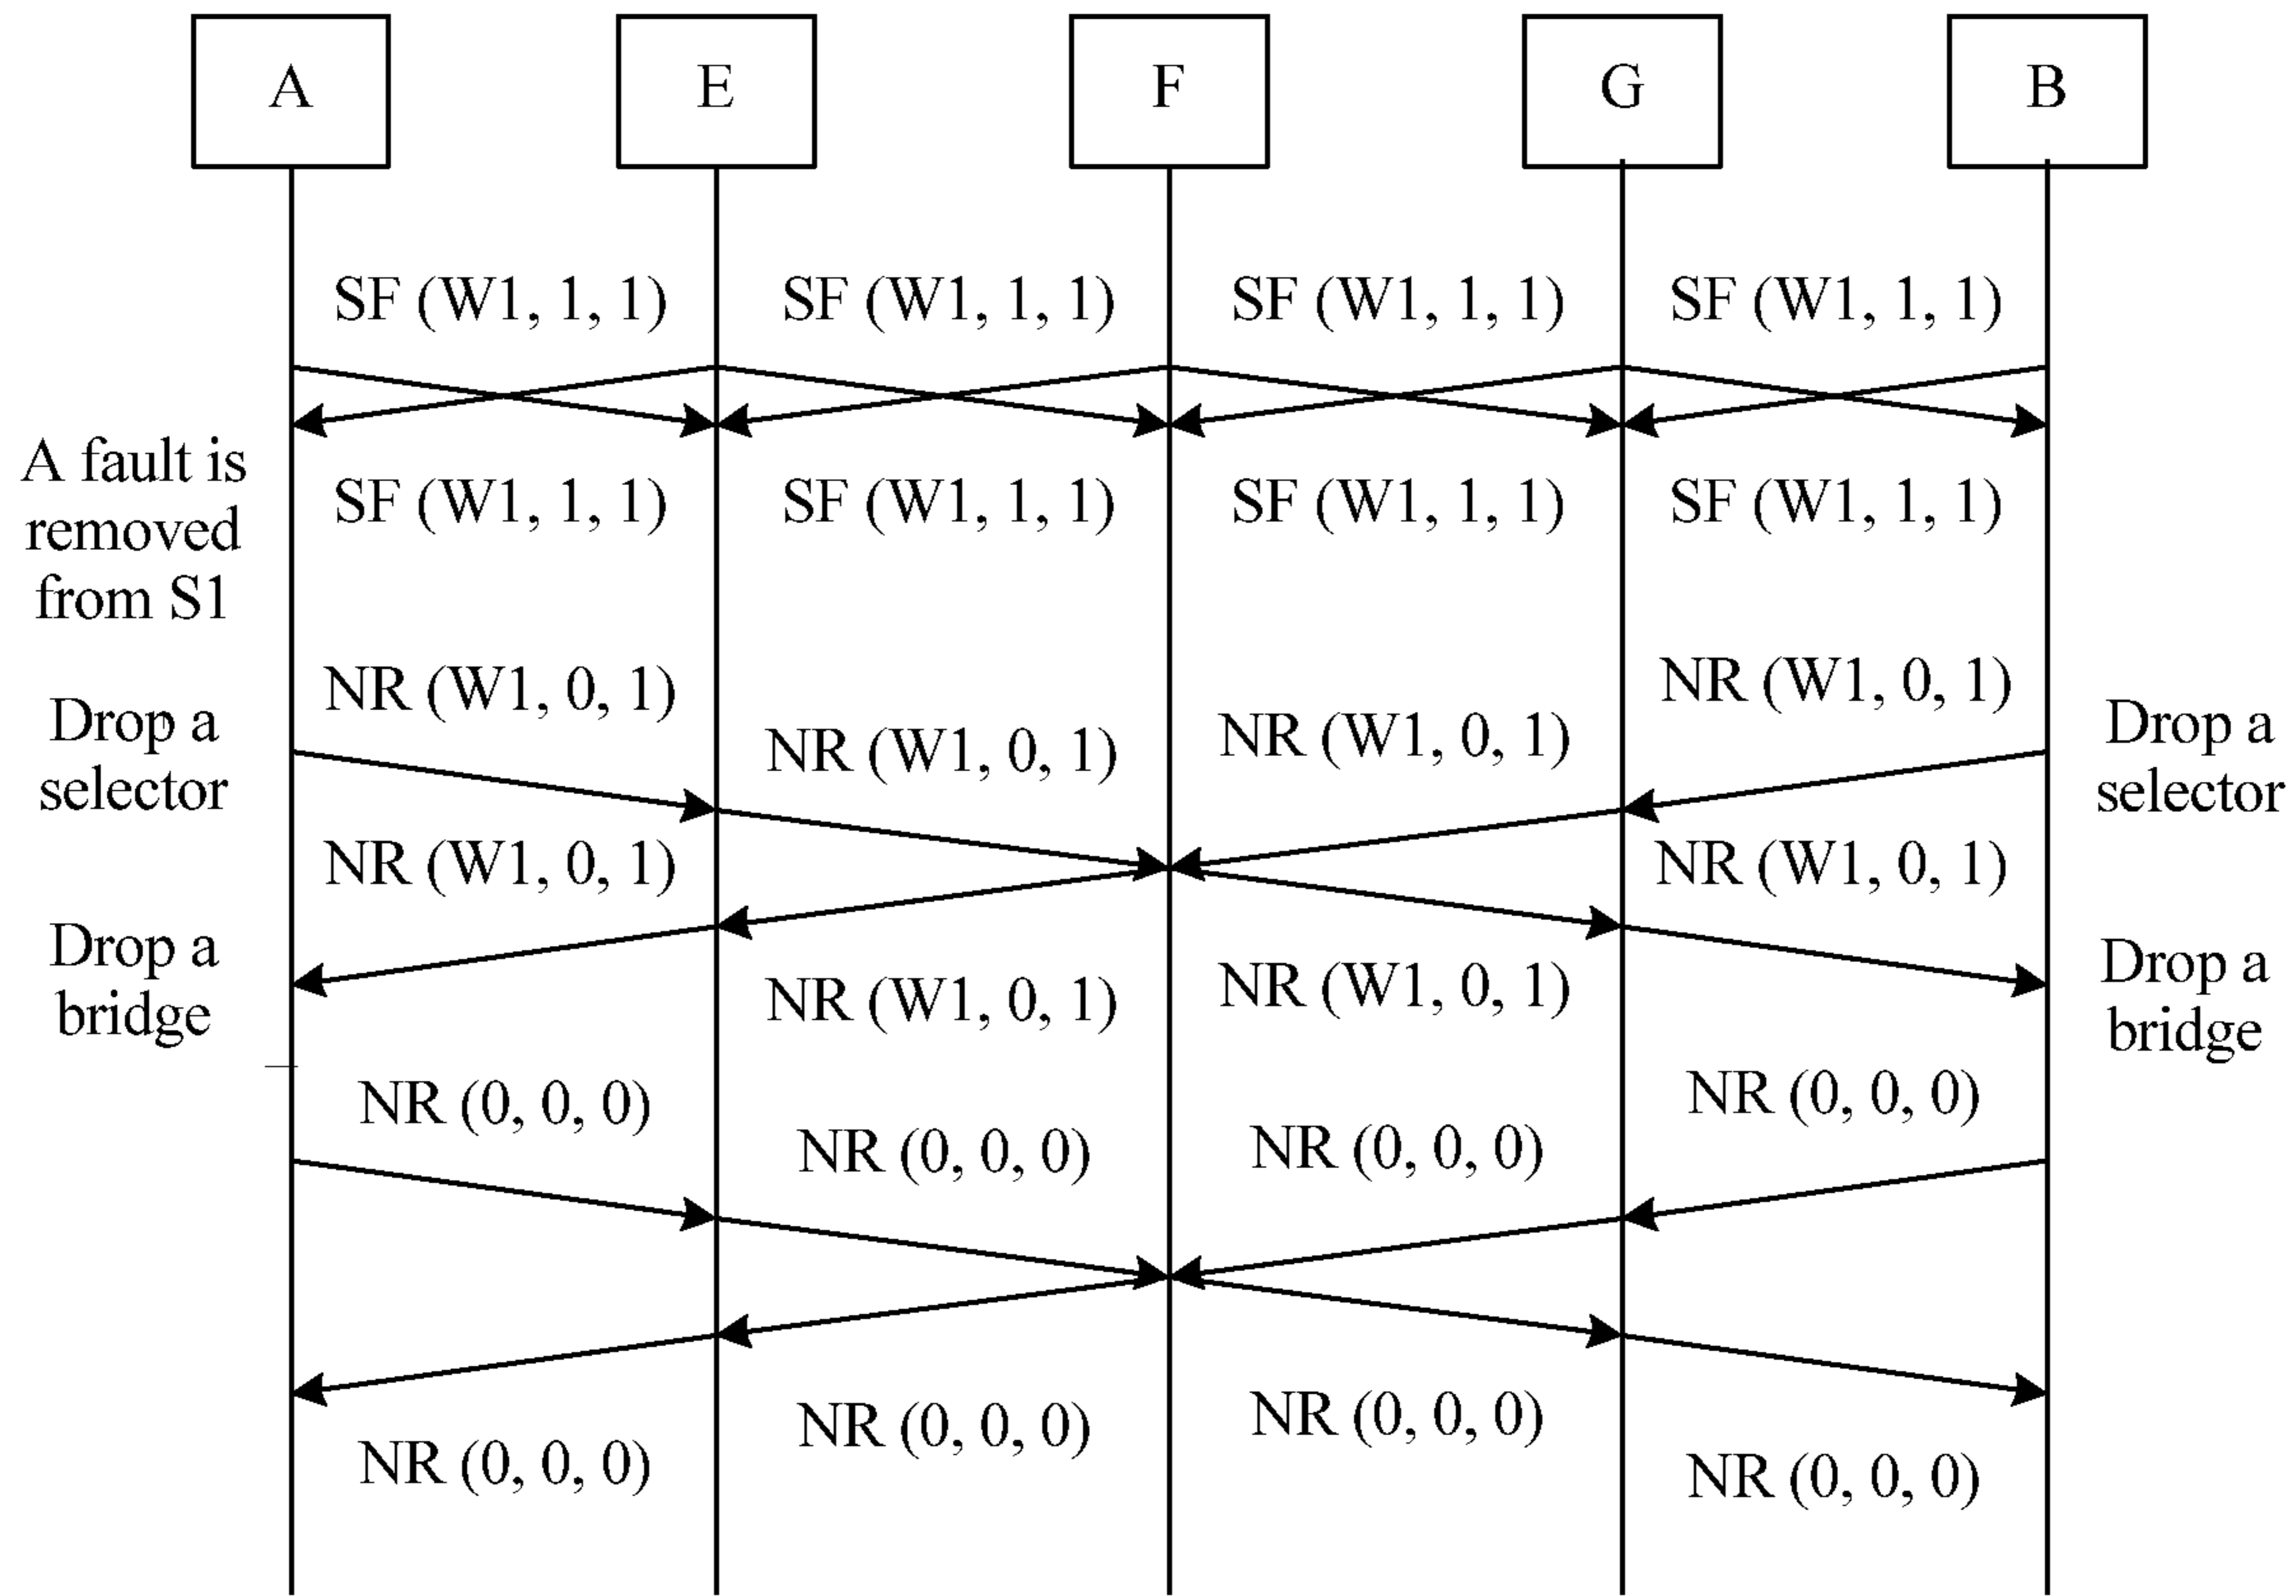 A
E
F
G
B
SF (W1, 1, 1)
SF (W1, 1, 1)
SF (W1, 1, 1)
SF (W1, 1, 1)
A fault is
removed
from S1
SF (W1, 1, 1)
SF (W1, 1, 1)
SF (W1, 1, 1)
SF (W1, 1, 1)
NR (W1, 0, 1)
NR (W1, 0, 1)
NR (W1, 0, 1)
NR (W1, 0, 1)
Drop a
selector
Drop a
selector
NR (W1, 0, 1)
NR (W1, 0, 1)
Drop a
bridge
NR (W1, 0, 1)
NR (W1, 0, 1)
Drop a
bridge
NR (0, 0, 0)
NR (0, 0, 0)
NR (0, 0, 0)
NR (0, 0, 0)
NR (0, 0, 0)
NR (0, 0, 0)
NR (0, 0, 0)
NR (0, 0, 0)